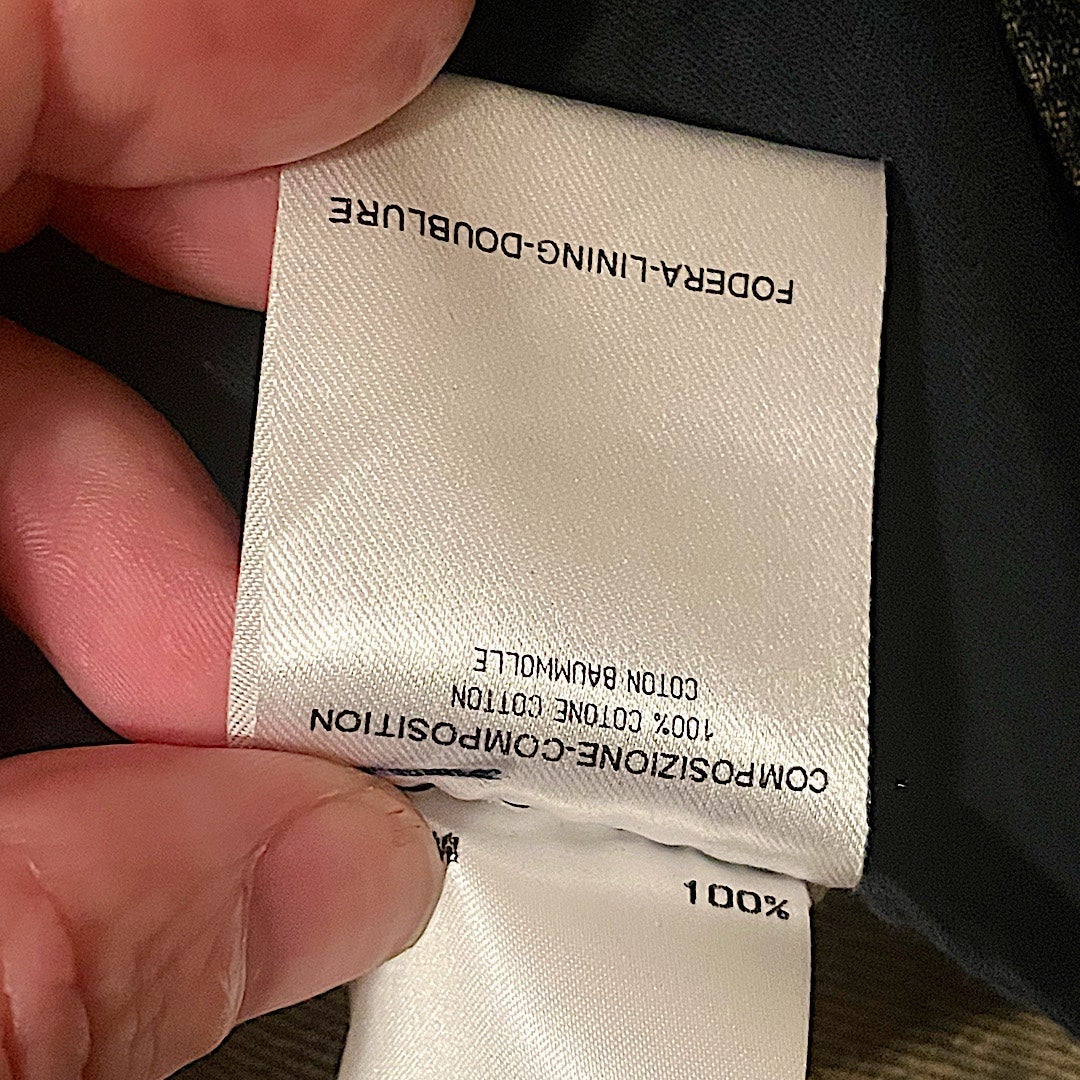 COMPOSIZIONE-COMPOSITION
100% COTONE COTTON
COTON BAUMWOLLE
FODERA-LINING-DOUBLURE
100%